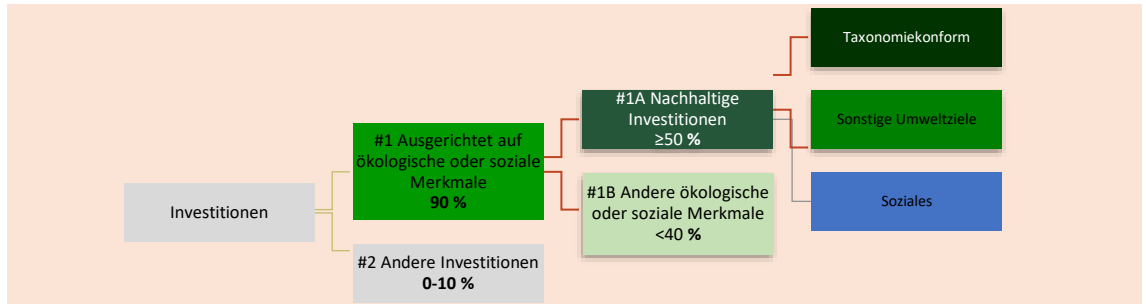 Investitionen
#1 Ausgerichtet auf
ökologische oder soziale
Merkmale
90 %
#2 Andere Investitionen
0-10 %
#1A Nachhaltige
Investitionen
≥50 %
#1B Andere ökologische
oder soziale Merkmale
<40 %
Taxonomiekonform
Sonstige Umweltziele
Soziales